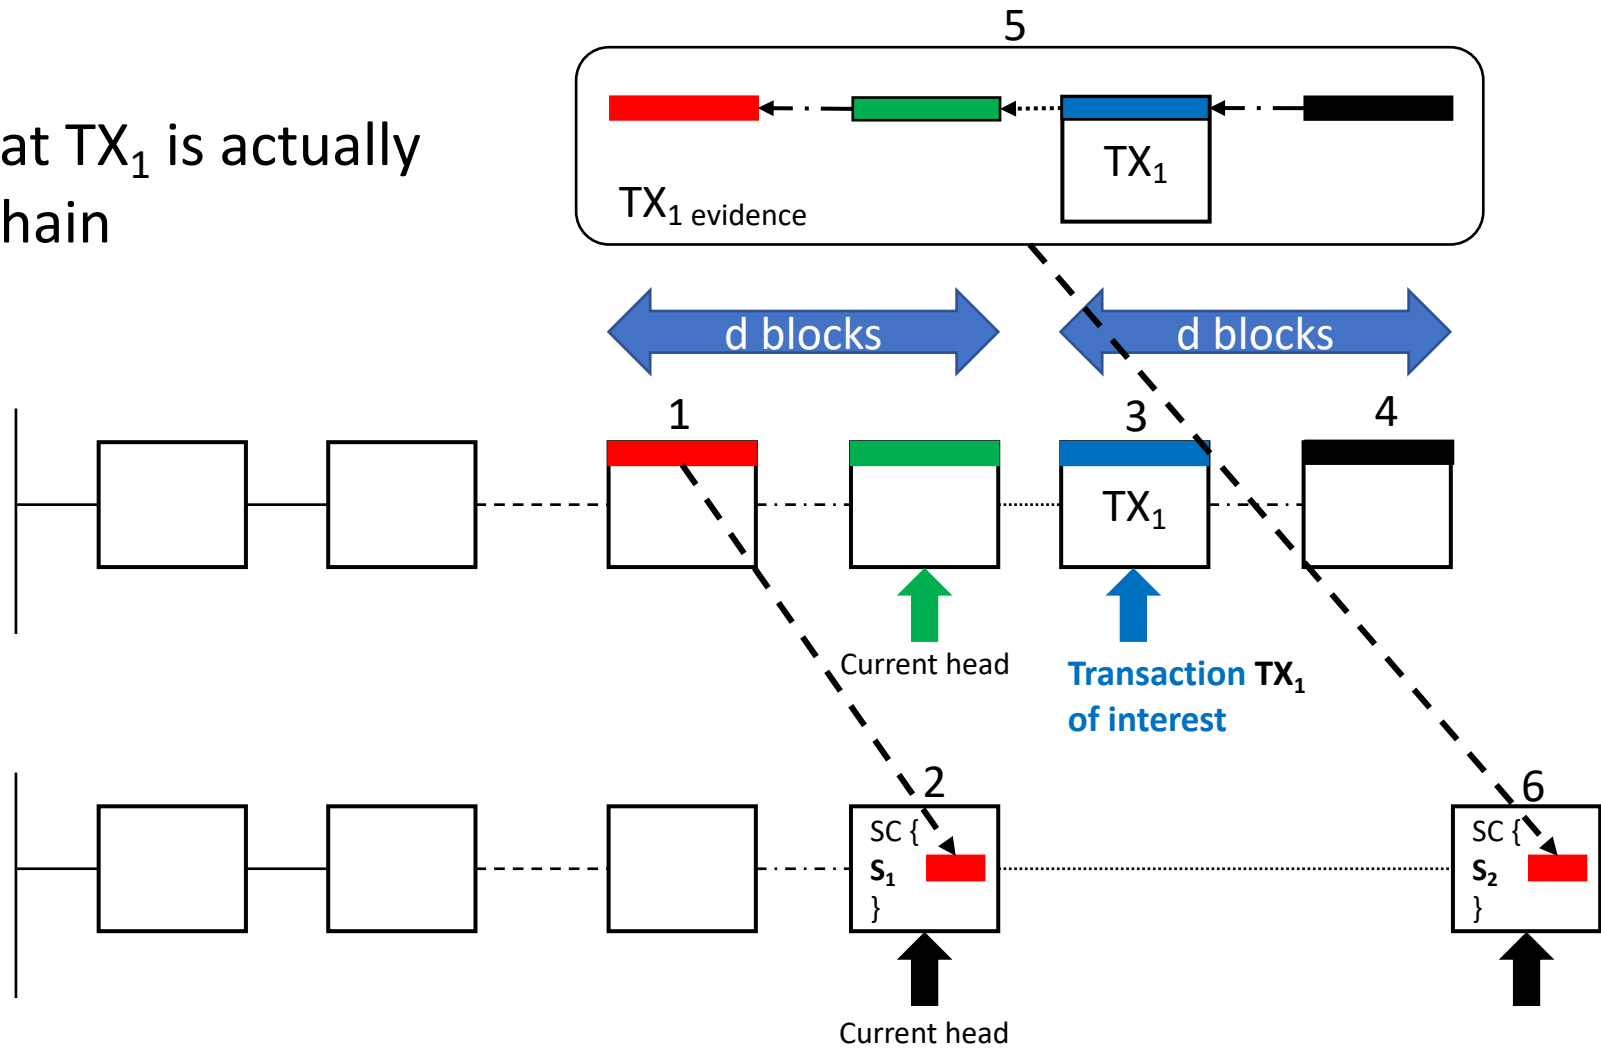 5
at TX₁ is actually
hain
TX₁
TX₁ evidence
d blocks
d blocks
1
3
4
TX₁
Current head
Transaction TX₁
of interest
2
6
SC {
S₁
}
SC {
S₂
}
Current head